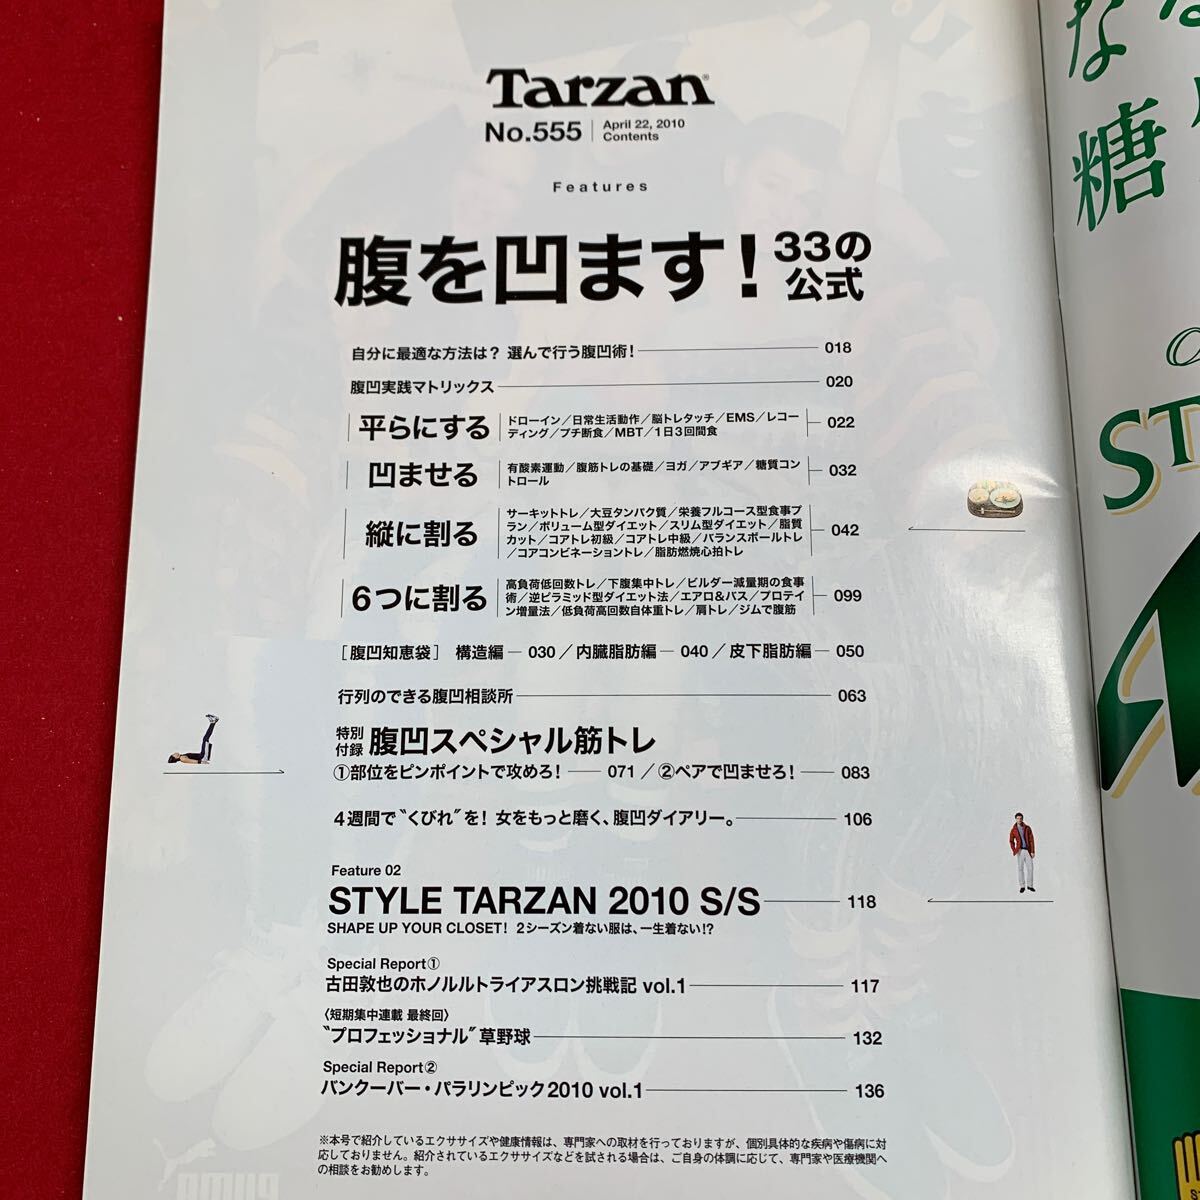 Tarzan®
No.555 April 22, 2010
Contents
Features
腹を凹ます! 33の
公式
自分に最適な方法は? 選んで行う腹凹術! 018
腹凹実践マトリックス 020
平らにする ドローイン/日常生活動作/脳トレタッチ/EMS/レコー
ディング/プチ断食/MBT/1日3回間食 022
凹ませる 有酸素運動/腹筋トレの基礎/ヨガ/アブギア/糖質コン
トロール 032
縦に割る サーキットトレ/大豆タンパク質/栄養フルコース型食事プ
ラン/ボリューム型ダイエット/スリム型ダイエット/脂質
カット/コアトレ初級/コアトレ中級/バランスボールトレ
/コアコンビネーショントレ/脂肪燃焼心拍トレ 042
6つに割る 高負荷低回数トレ/下腹集中トレ/ビルダー減量期の食事
術/逆ピラミッド型ダイエット法/エアロ&バス/プロテイ
ン増量法/低負荷高回数自体重トレ/肩トレ/ジムで腹筋 099
[腹凹知恵袋] 構造編 030/内臓脂肪編 040/皮下脂肪編 050
行列のできる腹凹相談所 063
特別
付録 腹凹スペシャル筋トレ
①部位をピンポイントで攻めろ! 071/②ペアで凹ませろ! 083
4週間で〝くびれ〟を! 女をもっと磨く、腹凹ダイアリー。 106
Feature 02
STYLE TARZAN 2010 S/S 118
SHAPE UP YOUR CLOSET! 2シーズン着ない服は、一生着ない!?
Special Report①
古田敦也のホノルルトライアスロン挑戦記 vol.1 117
〈短期集中連載 最終回〉
〝プロフェッショナル〟草野球 132
Special Report②
バンクーバー・パラリンピック2010 vol.1 136
※本号で紹介しているエクササイズや健康情報は、専門家への取材を行っておりますが、個別具体的な疾病や傷病に対
応しておりません。紹介されているエクササイズなどを試される場合は、ご自身の体調に応じて、専門家や医療機関へ
の相談をお勧めします。
な
糖
ST